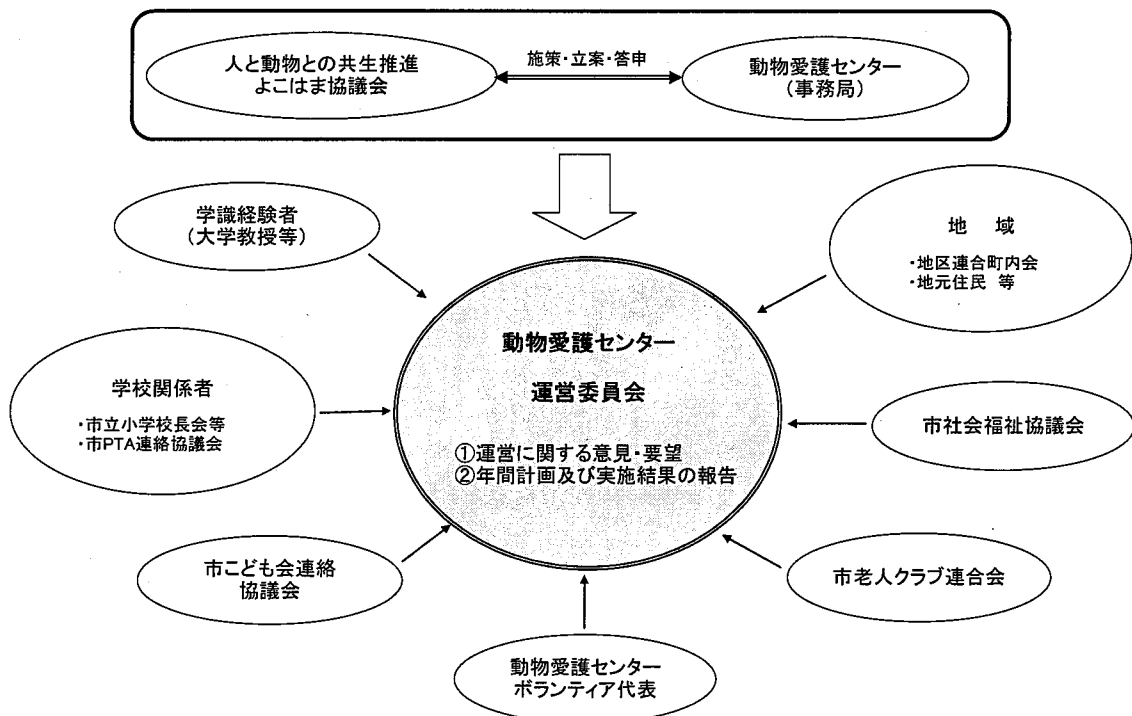 人と動物との共生推進
よこはま協議会
施策・立案・答申
動物愛護センター
(事務局)
学識経験者
(大学教授等)
地　域
・地区連合町内会
・地元住民 等
動物愛護センター
運営委員会
①運営に関する意見・要望
②年間計画及び実施結果の報告
学校関係者
・市立小学校長会等
・市PTA連絡協議会
市社会福祉協議会
市こども会連絡
協議会
市老人クラブ連合会
動物愛護センター
ボランティア代表